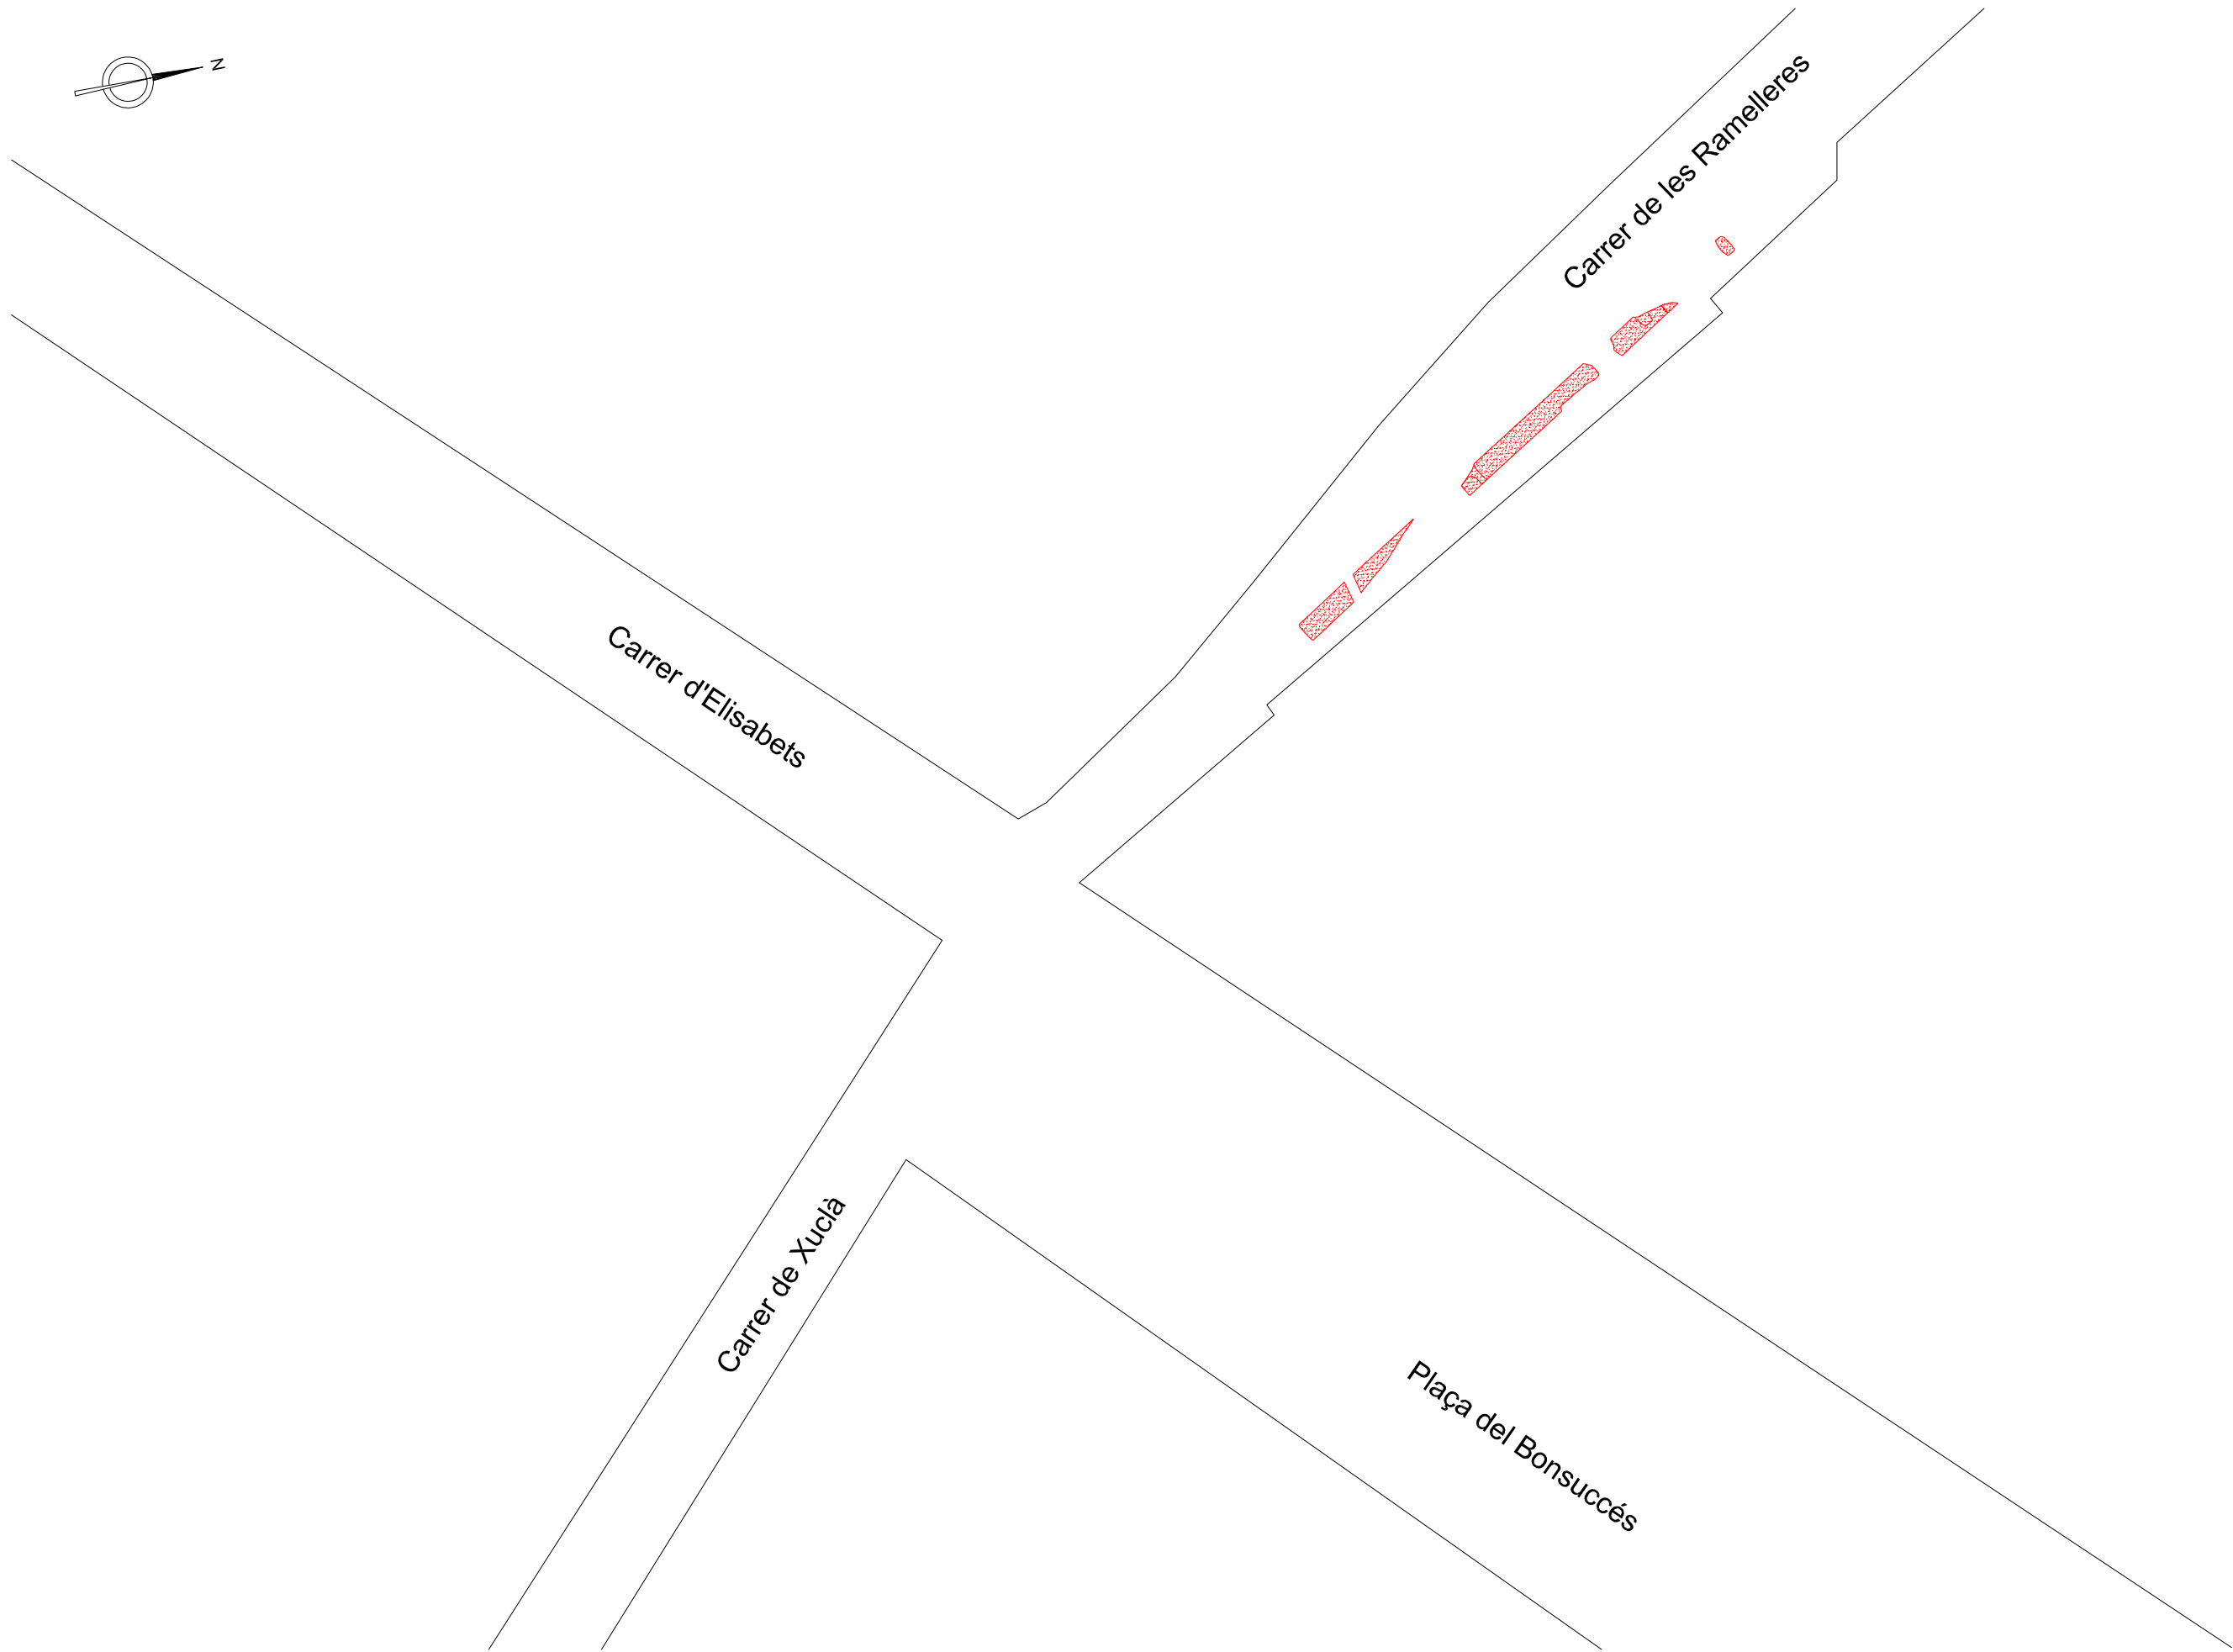 N
Carrer de les Ramelleres
Carrer d'Elisabets
Carrer de Xuclà
Plaça del Bonsuccés